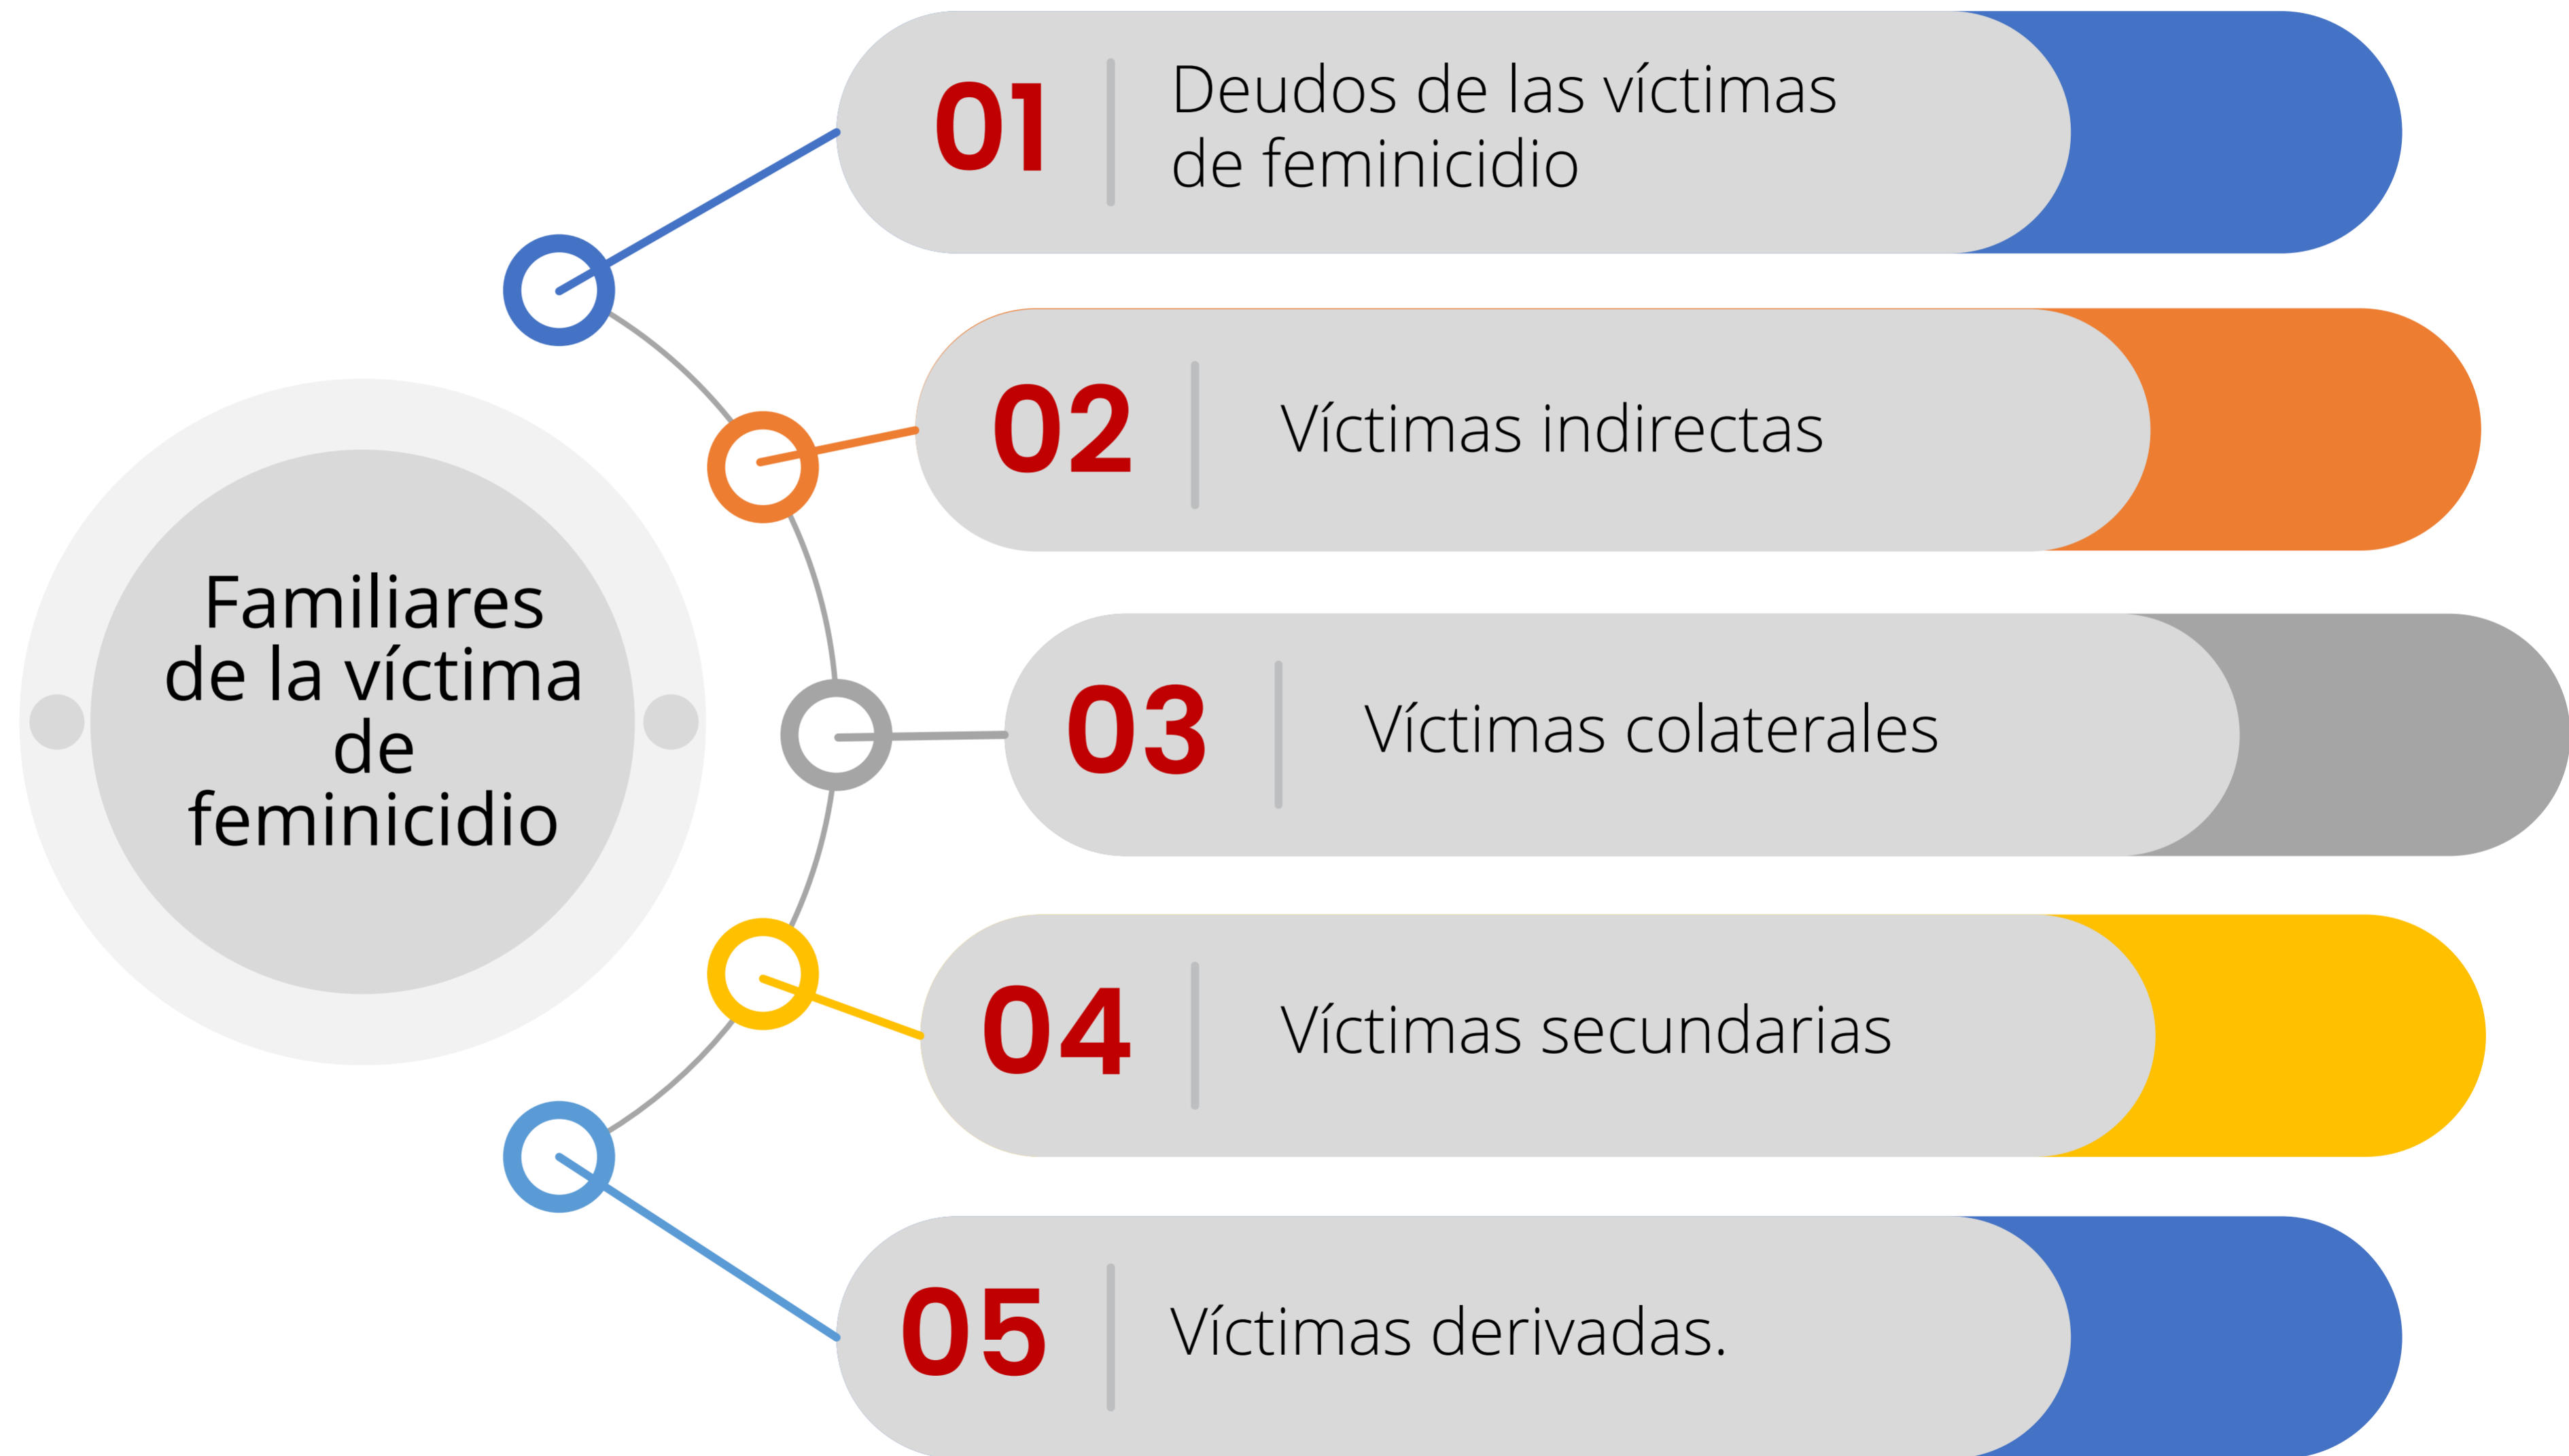 Familiares
de la víctima
de
feminicidio
01
Deudos de las víctimas
de feminicidio
02
Víctimas indirectas
03
Víctimas colaterales
04
Víctimas secundarias
05
Víctimas derivadas.